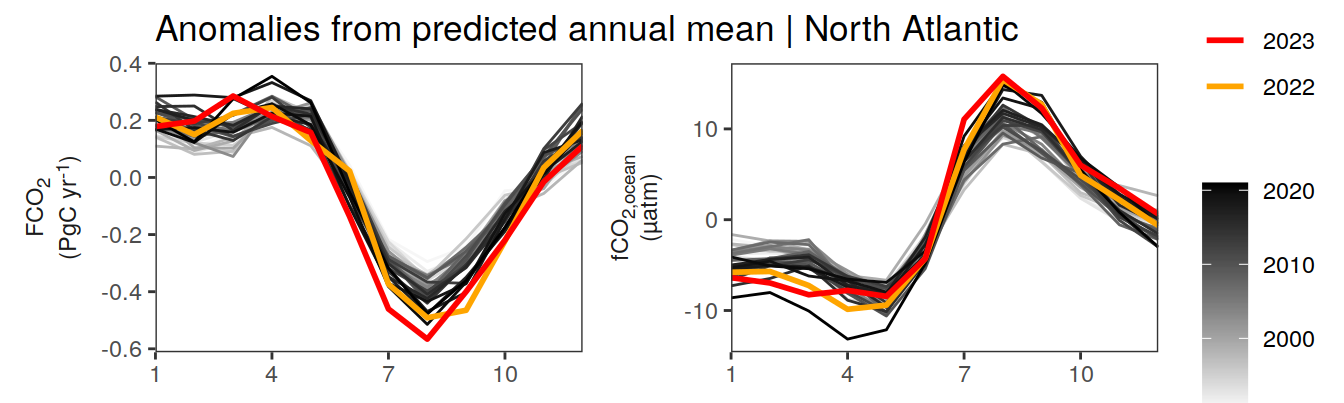 Anomalies from predicted annual mean | North Atlantic
FCO₂
(PgC yr⁻¹)
0.4
0.2
0.0
-0.2
-0.4
-0.6
1 4 7 10
fCO₂,ocean
(µatm)
10
0
-10
1 4 7 10
2023
2022
2020
2010
2000